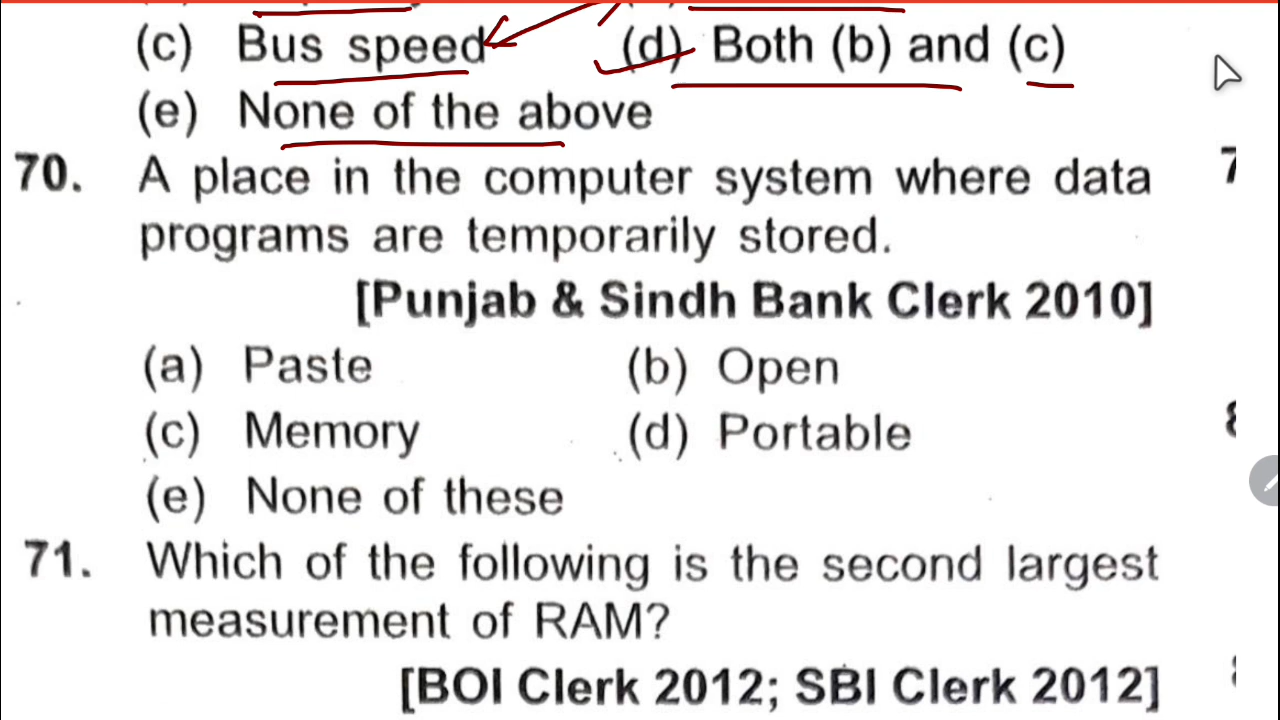 (c) Bus speed (d) Both (b) and (c)
(e) None of the above
70. A place in the computer system where data
programs are temporarily stored.
[Punjab & Sindh Bank Clerk 2010]
(a) Paste (b) Open
(c) Memory (d) Portable
(e) None of these
71. Which of the following is the second largest
measurement of RAM?
[BOI Clerk 2012; SBI Clerk 2012]